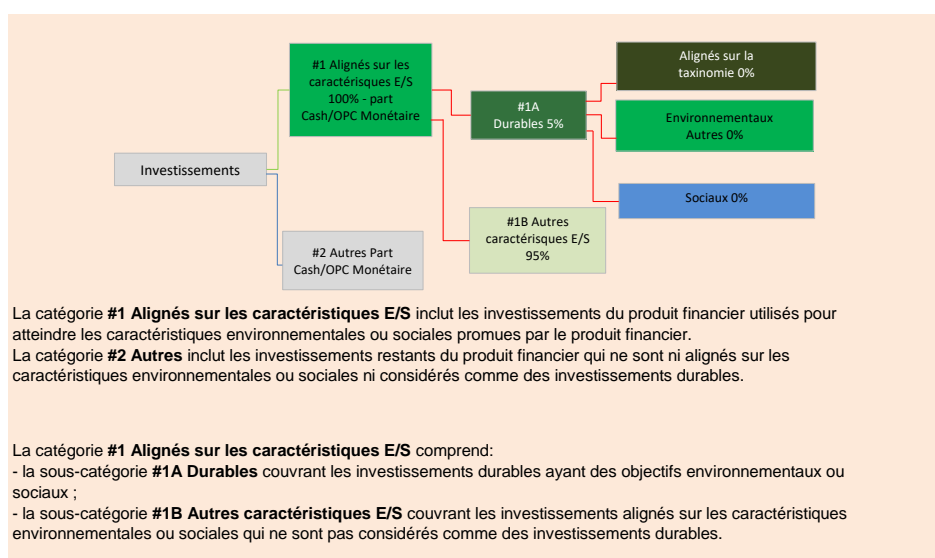 #1 Alignés sur les
caractérisques E/S
100% - part
Cash/OPC Monétaire
Alignés sur la
taxinomie 0%
#1A
Durables 5%
Environnementaux
Autres 0%
Investissements
Sociaux 0%
#1B Autres
caractérisques E/S
95%
#2 Autres Part
Cash/OPC Monétaire
La catégorie #1 Alignés sur les caractéristiques E/S inclut les investissements du produit financier utilisés pour
atteindre les caractéristiques environnementales ou sociales promues par le produit financier.
La catégorie #2 Autres inclut les investissements restants du produit financier qui ne sont ni alignés sur les
caractéristiques environnementales ou sociales ni considérés comme des investissements durables.
La catégorie #1 Alignés sur les caractéristiques E/S comprend:
- la sous-catégorie #1A Durables couvrant les investissements durables ayant des objectifs environnementaux ou
sociaux ;
- la sous-catégorie #1B Autres caractéristiques E/S couvrant les investissements alignés sur les caractéristiques
environnementales ou sociales qui ne sont pas considérés comme des investissements durables.